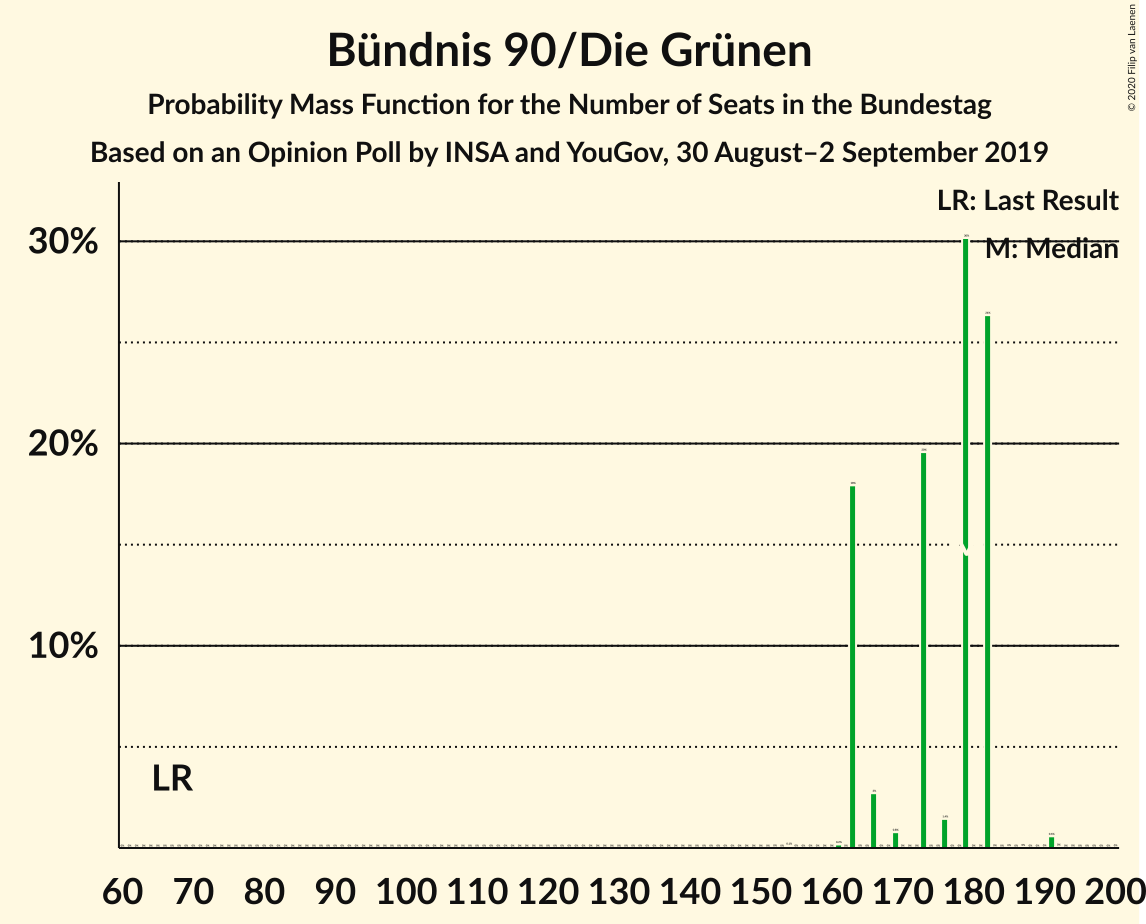 Bündnis 90/Die Grünen
Probability Mass Function for the Number of Seats in the Bundestag
Based on an Opinion Poll by INSA and YouGov, 30 August–2 September 2019
© 2020 Filip van Laenen
LR: Last Result
M: Median
30%
20%
10%
LR
M
60 70 80 90 100 110 120 130 140 150 160 170 180 190 200